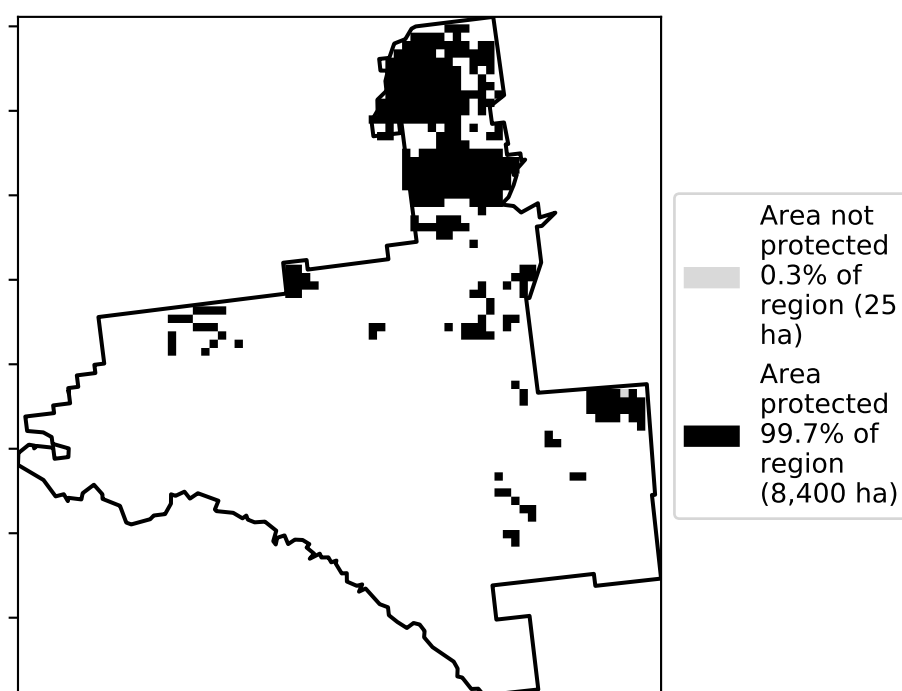 Area not
protected
0.3% of
region (25
ha)
Area
protected
99.7% of
region
(8,400 ha)